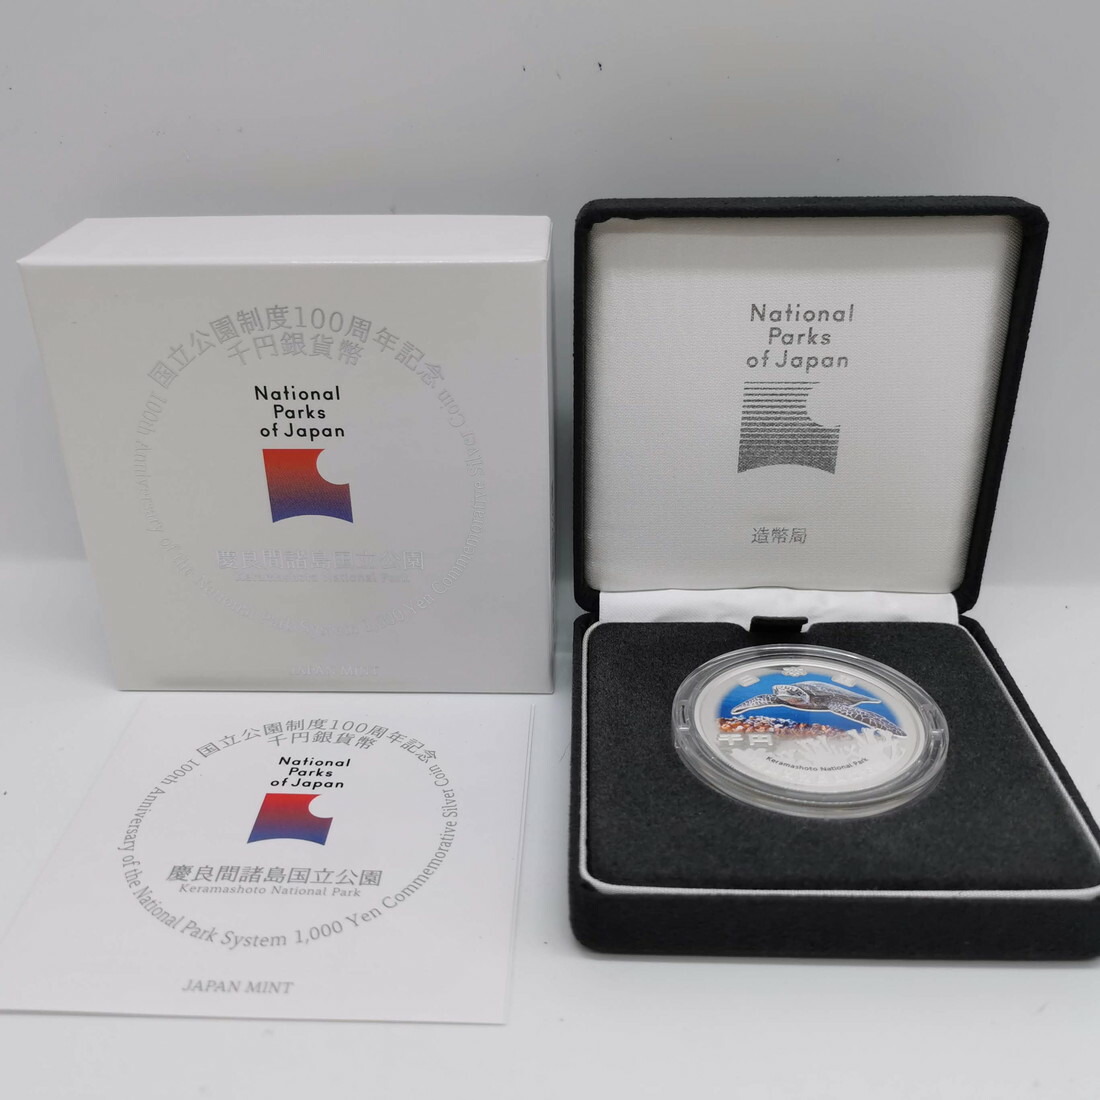 国立公園制度100周年記念
千円銀貨幣
National
Parks
of Japan
慶良間諸島国立公園
Keramashoto National Park
100th Anniversary of the National Park System 1,000 Yen Commemorative Silver Coin
JAPAN MINT
National
Parks
of Japan
造幣局
千円
Keramashoto National Park
国立公園制度100周年記念
千円銀貨幣
National
Parks
of Japan
慶良間諸島国立公園
Keramashoto National Park
100th Anniversary of the National Park System 1,000 Yen Commemorative Silver Coin
JAPAN MINT